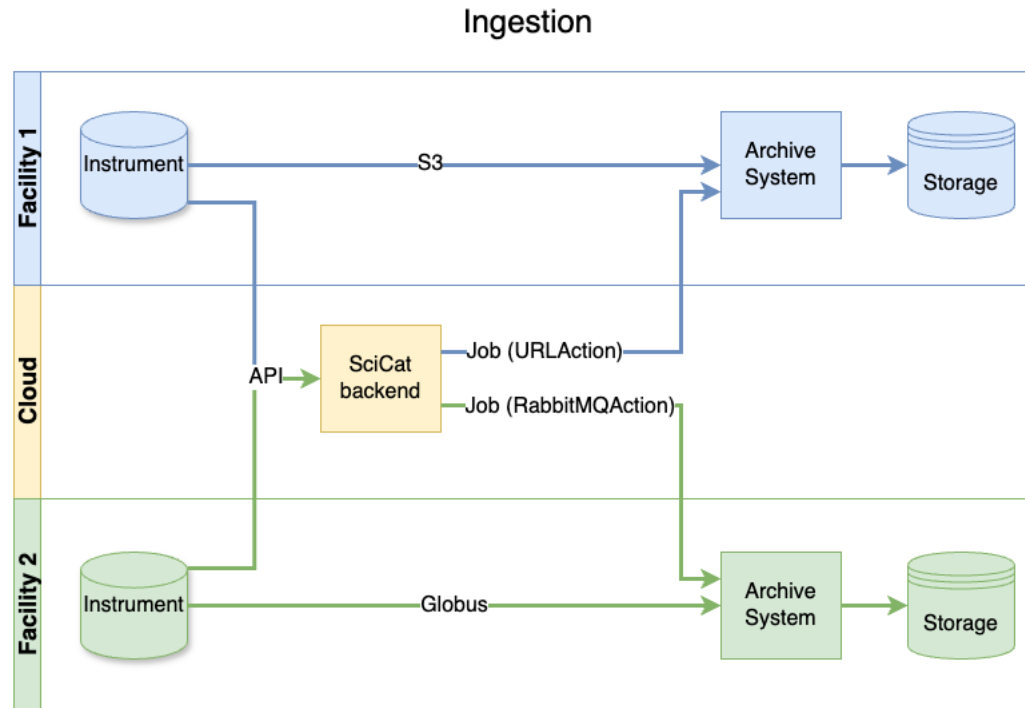 Ingestion
Facility 1
Instrument
S3
Archive
System
Storage
Cloud
API
SciCat
backend
Job (URLAction)
Job (RabbitMQAction)
Facility 2
Instrument
Globus
Archive
System
Storage